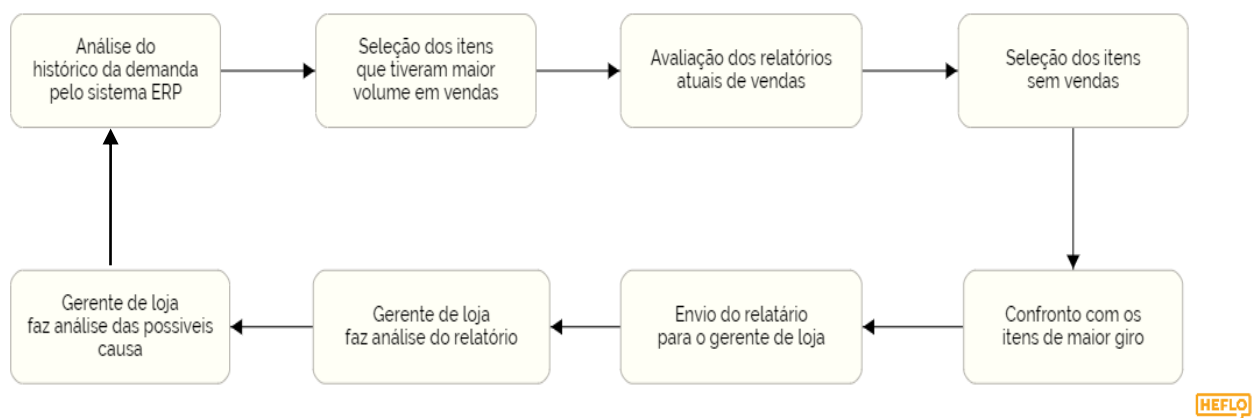 Análise do
histórico da demanda
pelo sistema ERP
Seleção dos itens
que tiveram maior
volume em vendas
Avaliação dos relatórios
atuais de vendas
Seleção dos itens
sem vendas
Gerente de loja
faz análise das possiveis
causa
Gerente de loja
faz análise do relatório
Envio do relatário
para o gerente de loja
Confronto com os
itens de maior giro
HEFLO